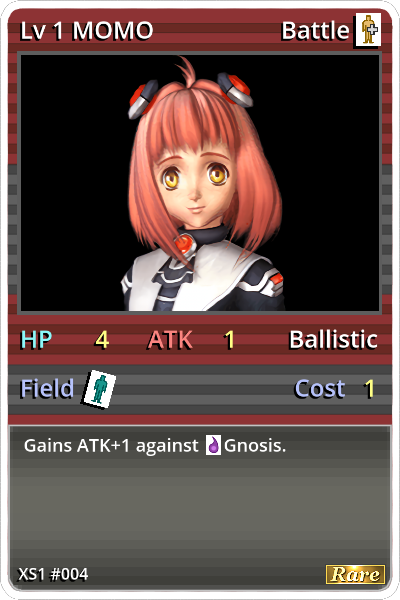 Lv 1 MOMO Battle
HP 4 ATK 1 Ballistic
Field Cost 1
Gains ATK+1 against Gnosis.
XS1 #004 Rare